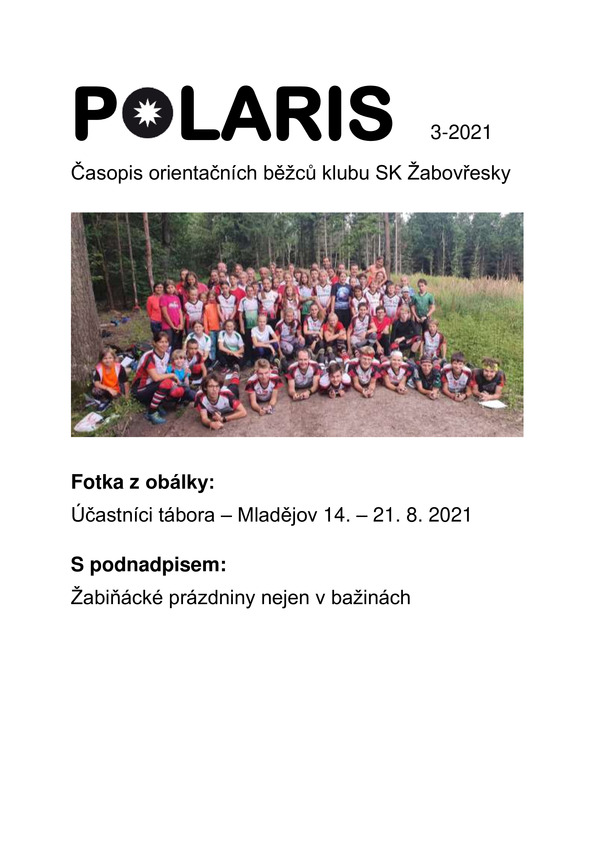 POLARIS 3-2021
Časopis orientačních běžců klubu SK Žabovřesky
Fotka z obálky:
Účastníci tábora – Mladějov 14. – 21. 8. 2021
S podnadpisem:
Žabiňácké prázdniny nejen v bažinách